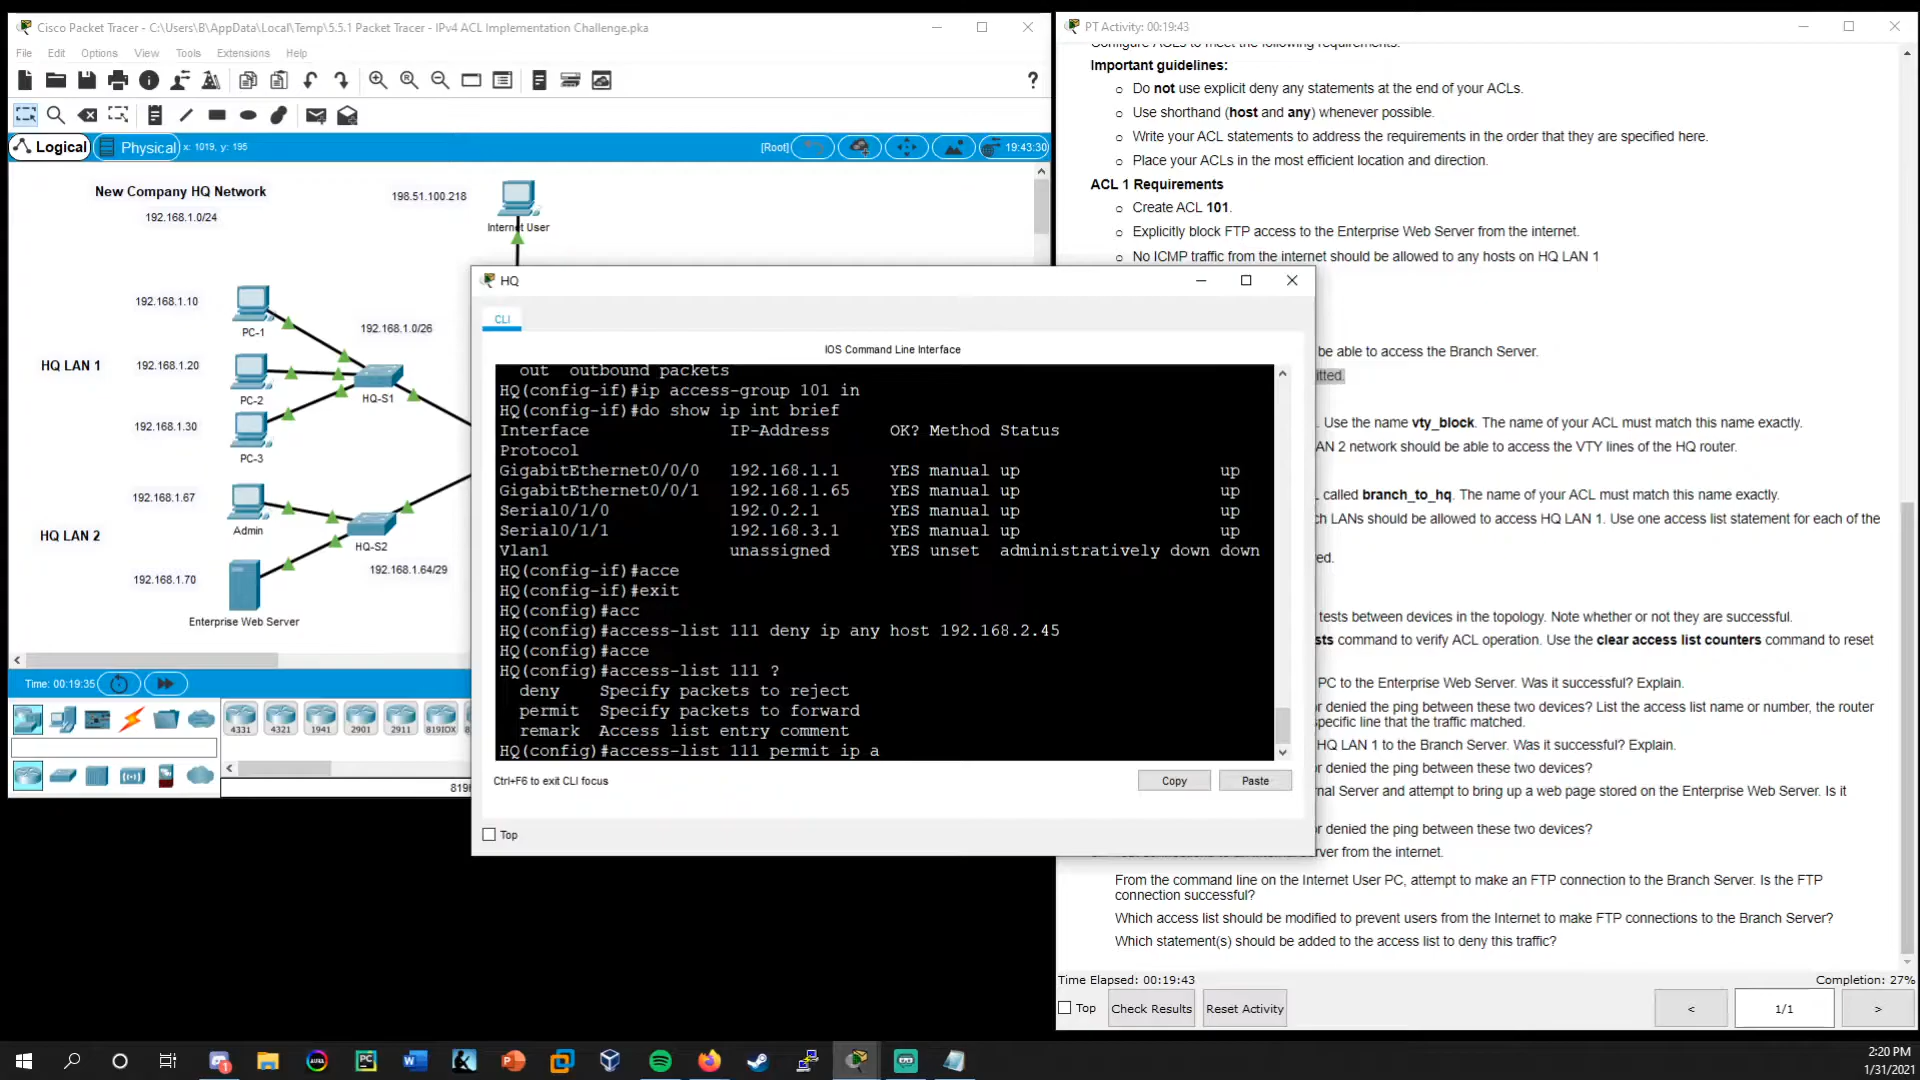 Cisco Packet Tracer - C:\Users\B\AppData\Local\Temp\5.5.1 Packet Tracer - IPv4 ACL Implementation Challenge.pka
File Edit Options View Tools Extensions Help
Logical Physical x: 1019, y: 195 [Root] 19:43:30
New Company HQ Network
192.168.1.0/24
198.51.100.218
Internet User
192.168.1.10
PC-1
192.168.1.0/26
HQ LAN 1
192.168.1.20
PC-2
HQ-S1
192.168.1.30
PC-3
192.168.1.67
Admin
HQ LAN 2
HQ-S2
192.168.1.64/29
192.168.1.70
Enterprise Web Server
Time: 00:19:35
4331 4321 1941 2901 2911 819IOX
HQ
CLI
IOS Command Line Interface
out outbound packets
HQ(config-if)#ip access-group 101 in
HQ(config-if)#do show ip int brief
Interface IP-Address OK? Method Status
Protocol
GigabitEthernet0/0/0 192.168.1.1 YES manual up up
GigabitEthernet0/0/1 192.168.1.65 YES manual up up
Serial0/1/0 192.0.2.1 YES manual up up
Serial0/1/1 192.168.3.1 YES manual up up
Vlan1 unassigned YES unset administratively down down
HQ(config-if)#acce
HQ(config-if)#exit
HQ(config)#acc
HQ(config)#access-list 111 deny ip any host 192.168.2.45
HQ(config)#acce
HQ(config)#access-list 111 ?
deny Specify packets to reject
permit Specify packets to forward
remark Access list entry comment
HQ(config)#access-list 111 permit ip a
Ctrl+F6 to exit CLI focus
Copy Paste
Top
PT Activity: 00:19:43
Configure ACLs to meet the following requirements:
Important guidelines:
o Do not use explicit deny any statements at the end of your ACLs.
o Use shorthand (host and any) whenever possible.
o Write your ACL statements to address the requirements in the order that they are specified here.
o Place your ACLs in the most efficient location and direction.
ACL 1 Requirements
o Create ACL 101.
o Explicitly block FTP access to the Enterprise Web Server from the internet.
o No ICMP traffic from the internet should be allowed to any hosts on HQ LAN 1
be able to access the Branch Server.
itted.
. Use the name vty_block. The name of your ACL must match this name exactly.
AN 2 network should be able to access the VTY lines of the HQ router.
called branch_to_hq. The name of your ACL must match this name exactly.
ch LANs should be allowed to access HQ LAN 1. Use one access list statement for each of the
ed.
tests between devices in the topology. Note whether or not they are successful.
sts command to verify ACL operation. Use the clear access list counters command to reset
PC to the Enterprise Web Server. Was it successful? Explain.
r denied the ping between these two devices? List the access list name or number, the router
specific line that the traffic matched.
HQ LAN 1 to the Branch Server. Was it successful? Explain.
r denied the ping between these two devices?
nal Server and attempt to bring up a web page stored on the Enterprise Web Server. Is it
r denied the ping between these two devices?
rver from the internet.
From the command line on the Internet User PC, attempt to make an FTP connection to the Branch Server. Is the FTP
connection successful?
Which access list should be modified to prevent users from the Internet to make FTP connections to the Branch Server?
Which statement(s) should be added to the access list to deny this traffic?
Time Elapsed: 00:19:43 Completion: 27%
Top Check Results Reset Activity < 1/1 >
2:20 PM
1/31/2021